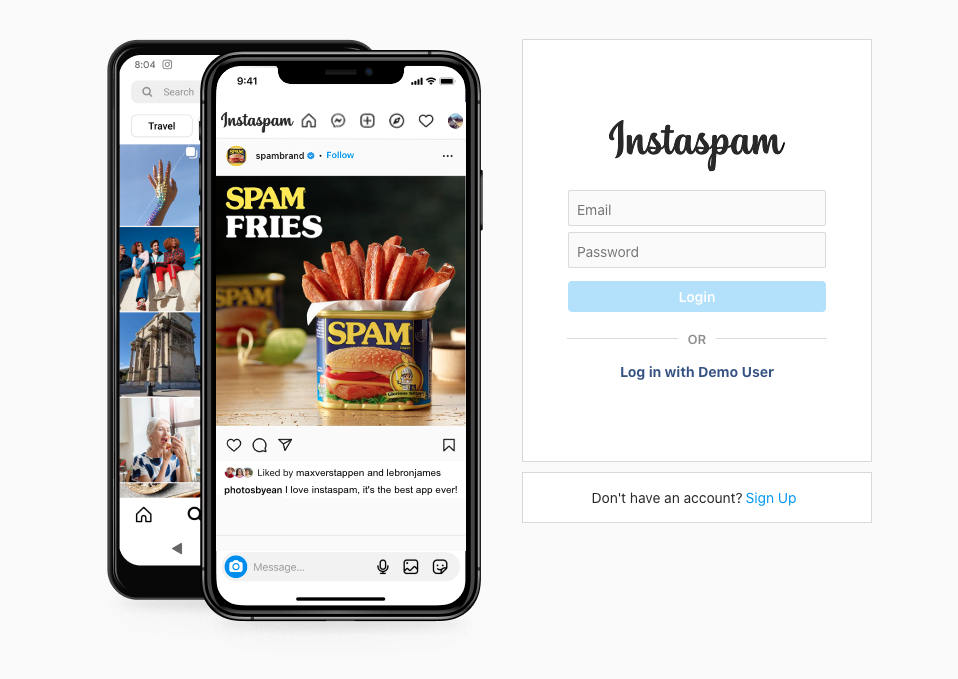 8:04
Search
Travel
9:41
Instaspam
spambrand • Follow
SPAM
FRIES
SPAM
SPAM
Liked by maxverstappen and lebronjames
photosbyean I love instaspam, it's the best app ever!
Message...
Instaspam
Email
Password
Login
OR
Log in with Demo User
Don't have an account? Sign Up